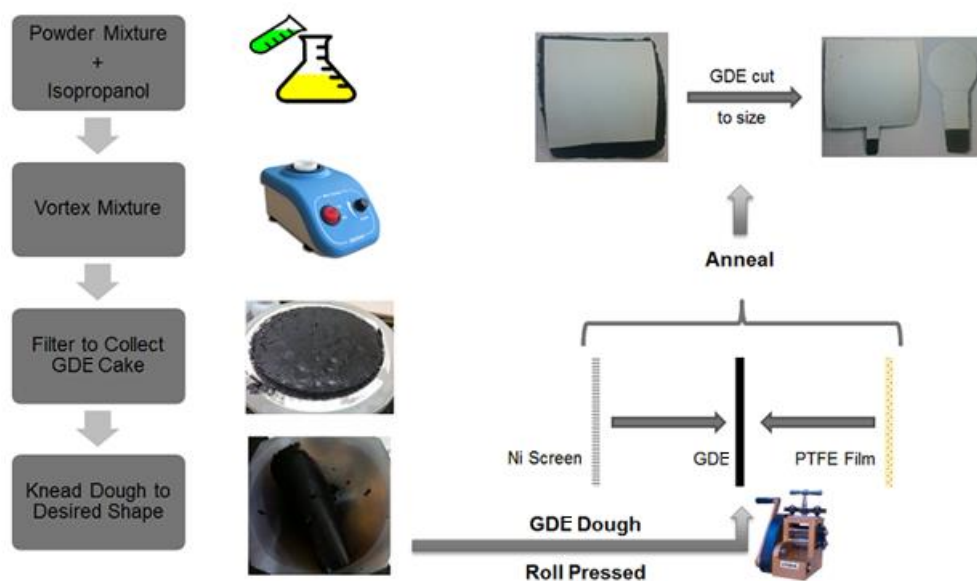 Powder Mixture
+
Isopropanol
Vortex Mixture
Filter to Collect
GDE Cake
Knead Dough to
Desired Shape
GDE Dough
Roll Pressed
Ni Screen
GDE
PTFE Film
Anneal
GDE cut
to size